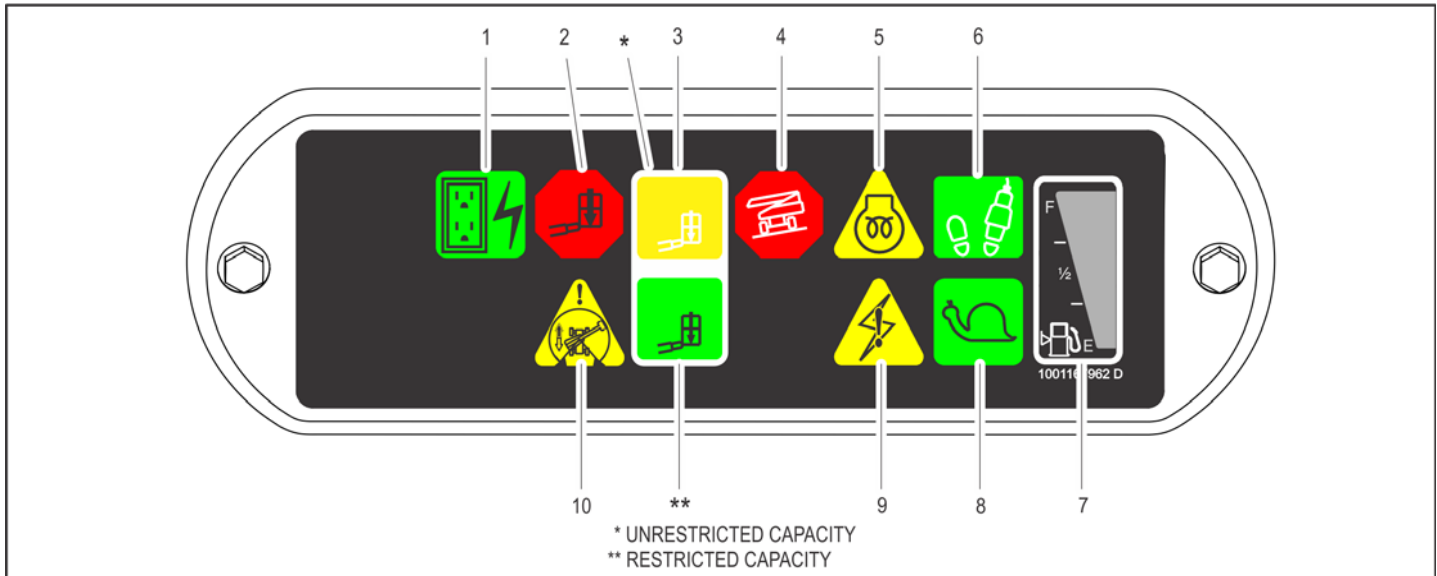 1 2 * 3 4 5 6
F
½
E
10 ** 9 8 7
* UNRESTRICTED CAPACITY
** RESTRICTED CAPACITY